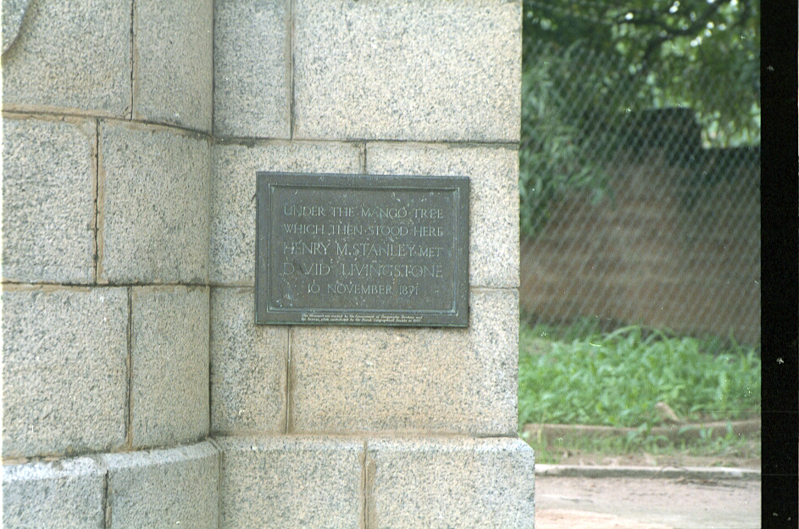 UNDER THE MANGO TREE
WHICH THEN STOOD HERE
HENRY M. STANLEY MET
DAVID LIVINGSTONE
10 NOVEMBER 1871